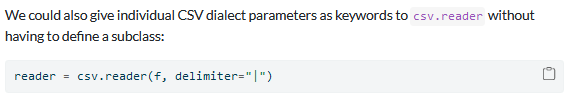 We could also give individual CSV dialect parameters as keywords to csv.reader without
having to define a subclass:
reader = csv.reader(f, delimiter="|")